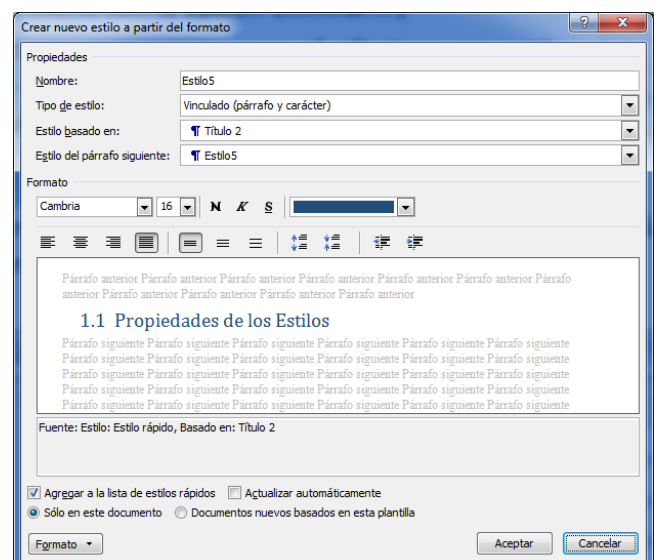 Crear nuevo estilo a partir del formato
Propiedades
Nombre: Estilo5
Tipo de estilo: Vinculado (párrafo y carácter)
Estilo basado en: ¶ Título 2
Estilo del párrafo siguiente: ¶ Estilo5
Formato
Cambria 16 N K S
Párrafo anterior Párrafo anterior Párrafo anterior Párrafo anterior Párrafo anterior Párrafo anterior Párrafo
anterior Párrafo anterior Párrafo anterior Párrafo anterior Párrafo anterior
1.1 Propiedades de los Estilos
Párrafo siguiente Párrafo siguiente Párrafo siguiente Párrafo siguiente Párrafo siguiente Párrafo siguiente
Párrafo siguiente Párrafo siguiente Párrafo siguiente Párrafo siguiente Párrafo siguiente Párrafo siguiente
Párrafo siguiente Párrafo siguiente Párrafo siguiente Párrafo siguiente Párrafo siguiente Párrafo siguiente
Párrafo siguiente Párrafo siguiente Párrafo siguiente Párrafo siguiente Párrafo siguiente Párrafo siguiente
Párrafo siguiente Párrafo siguiente Párrafo siguiente Párrafo siguiente Párrafo siguiente Párrafo siguiente
Fuente: Estilo: Estilo rápido, Basado en: Título 2
Agregar a la lista de estilos rápidos Actualizar automáticamente
Sólo en este documento Documentos nuevos basados en esta plantilla
Formato Aceptar Cancelar